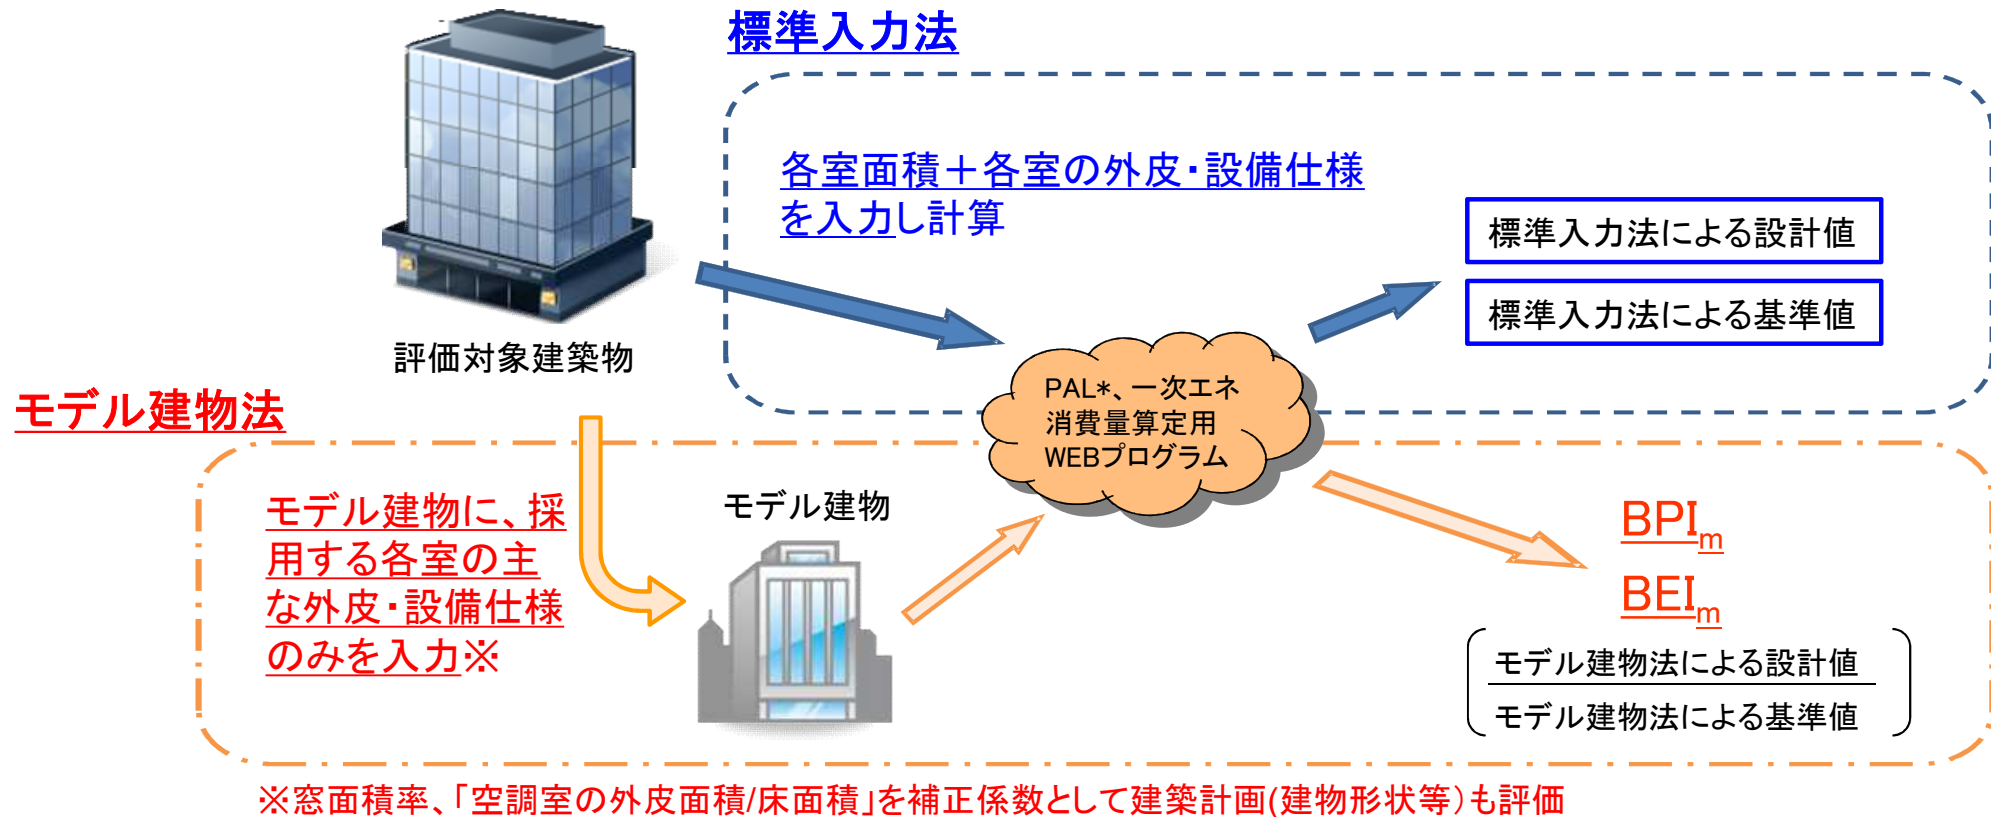 標準入力法
各室面積＋各室の外皮・設備仕様
を入力し計算
標準入力法による設計値
標準入力法による基準値
評価対象建築物
PAL*、一次エネ
消費量算定用
WEBプログラム
モデル建物法
モデル建物に、採
用する各室の主
な外皮・設備仕様
のみを入力※
モデル建物
BPIm
BEIm
モデル建物法による設計値
モデル建物法による基準値
※窓面積率、「空調室の外皮面積/床面積」を補正係数として建築計画(建物形状等）も評価